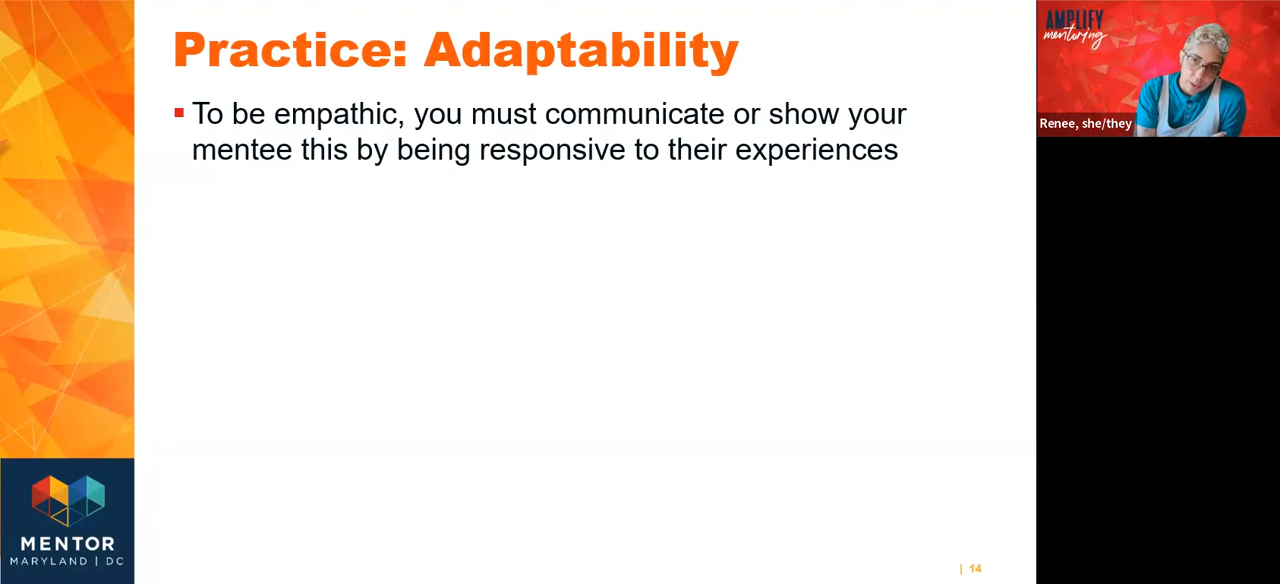 Practice: Adaptability
▪ To be empathic, you must communicate or show your
mentee this by being responsive to their experiences
AMPLIFY
mentoring
Renee, she/they
MENTOR
MARYLAND | DC
| 14